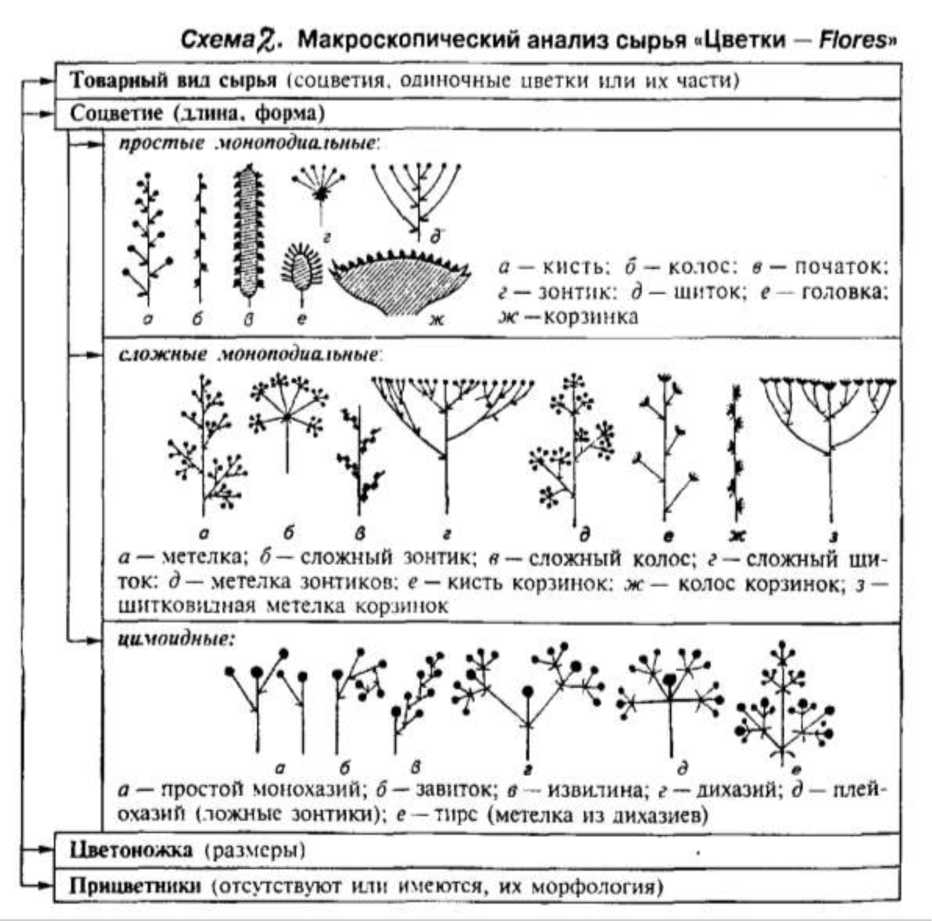 Схема 2. Макроскопический анализ сырья «Цветки — Flores»
Товарный вид сырья (соцветия, одиночные цветки или их части)
Соцветие (длина, форма)
простые моноподиальные:
г д
а б в е ж
а — кисть; б — колос; в — початок;
г — зонтик; д — щиток; е — головка;
ж — корзинка
сложные моноподиальные:
а б в г д е ж з
а — метелка; б — сложный зонтик; в — сложный колос; г — сложный щи-
ток; д — метелка зонтиков; е — кисть корзинок; ж — колос корзинок; з —
щитковидная метелка корзинок
цимоидные:
а б в г д е
а — простой монохазий; б — завиток; в — извилина; г — дихазий; д — плей-
охазий (ложные зонтики); е — тирс (метелка из дихазиев)
Цветоножка (размеры)
Прицветники (отсутствуют или имеются, их морфология)